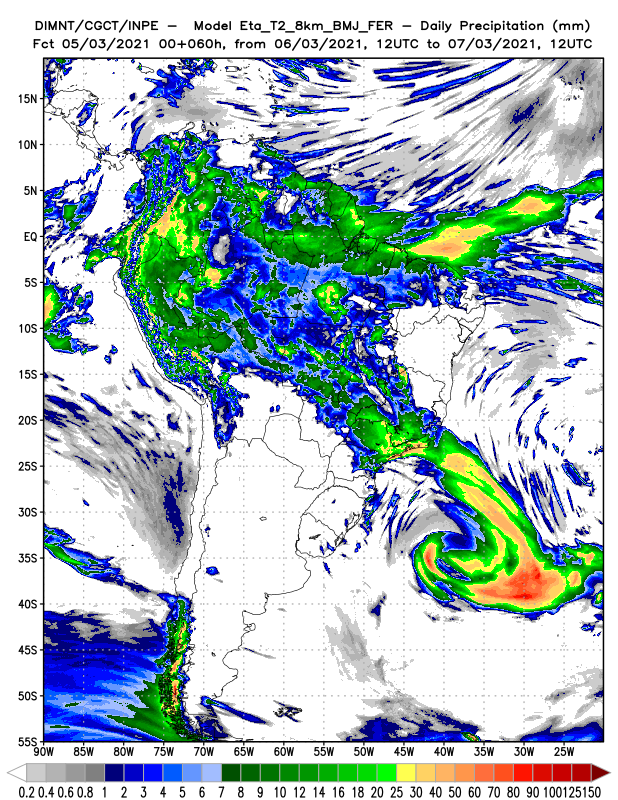 DIMNT/CGCT/INPE – Model Eta_T2_8km_BMJ_FER – Daily Precipitation (mm)
Fct 05/03/2021 00+060h, from 06/03/2021, 12UTC to 07/03/2021, 12UTC
15N
10N
5N
EQ
5S
10S
15S
20S
25S
30S
35S
40S
45S
50S
55S
90W 85W 80W 75W 70W 65W 60W 55W 50W 45W 40W 35W 30W 25W
0.2 0.4 0.6 0.8 1 2 3 4 5 6 7 8 9 10 12 14 16 18 20 25 30 40 50 60 70 80 90 100 125 150